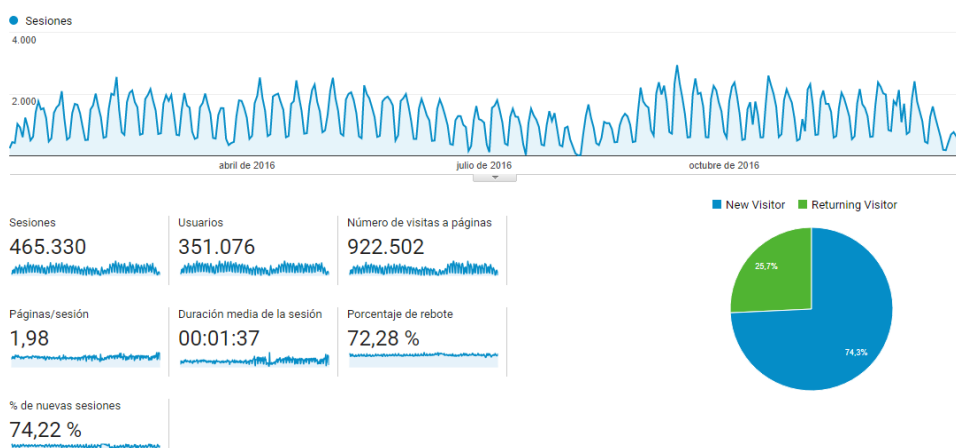 Sesiones
4.000
2.000
abril de 2016
julio de 2016
octubre de 2016
New Visitor Returning Visitor
Sesiones
465.330
Usuarios
351.076
Número de visitas a páginas
922.502
Páginas/sesión
1,98
Duración media de la sesión
00:01:37
Porcentaje de rebote
72,28 %
% de nuevas sesiones
74,22 %
25,7%
74,3%